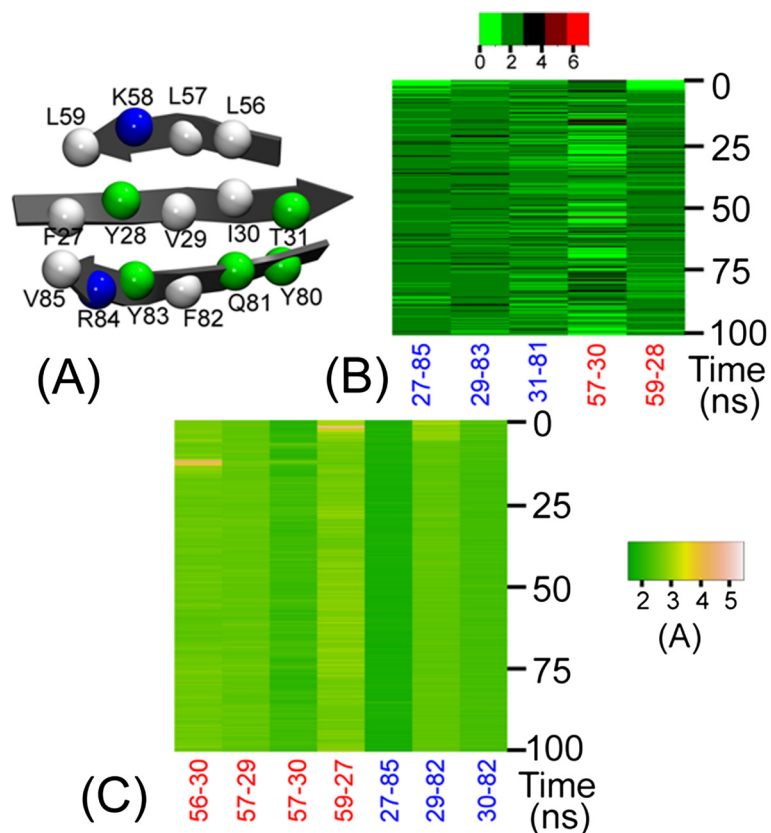 0 2 4 6
L59 K58 L57 L56
F27 Y28 V29 I30 T31
V85 R84 Y83 F82 Q81 Y80
(A)
0
25
50
75
100
27-85 29-83 31-81 57-30 59-28
Time
(ns)
(B)
0
25
50
75
100
56-30 57-29 57-30 59-27 27-85 29-82 30-82
Time
(ns)
(C)
2 3 4 5
(A)